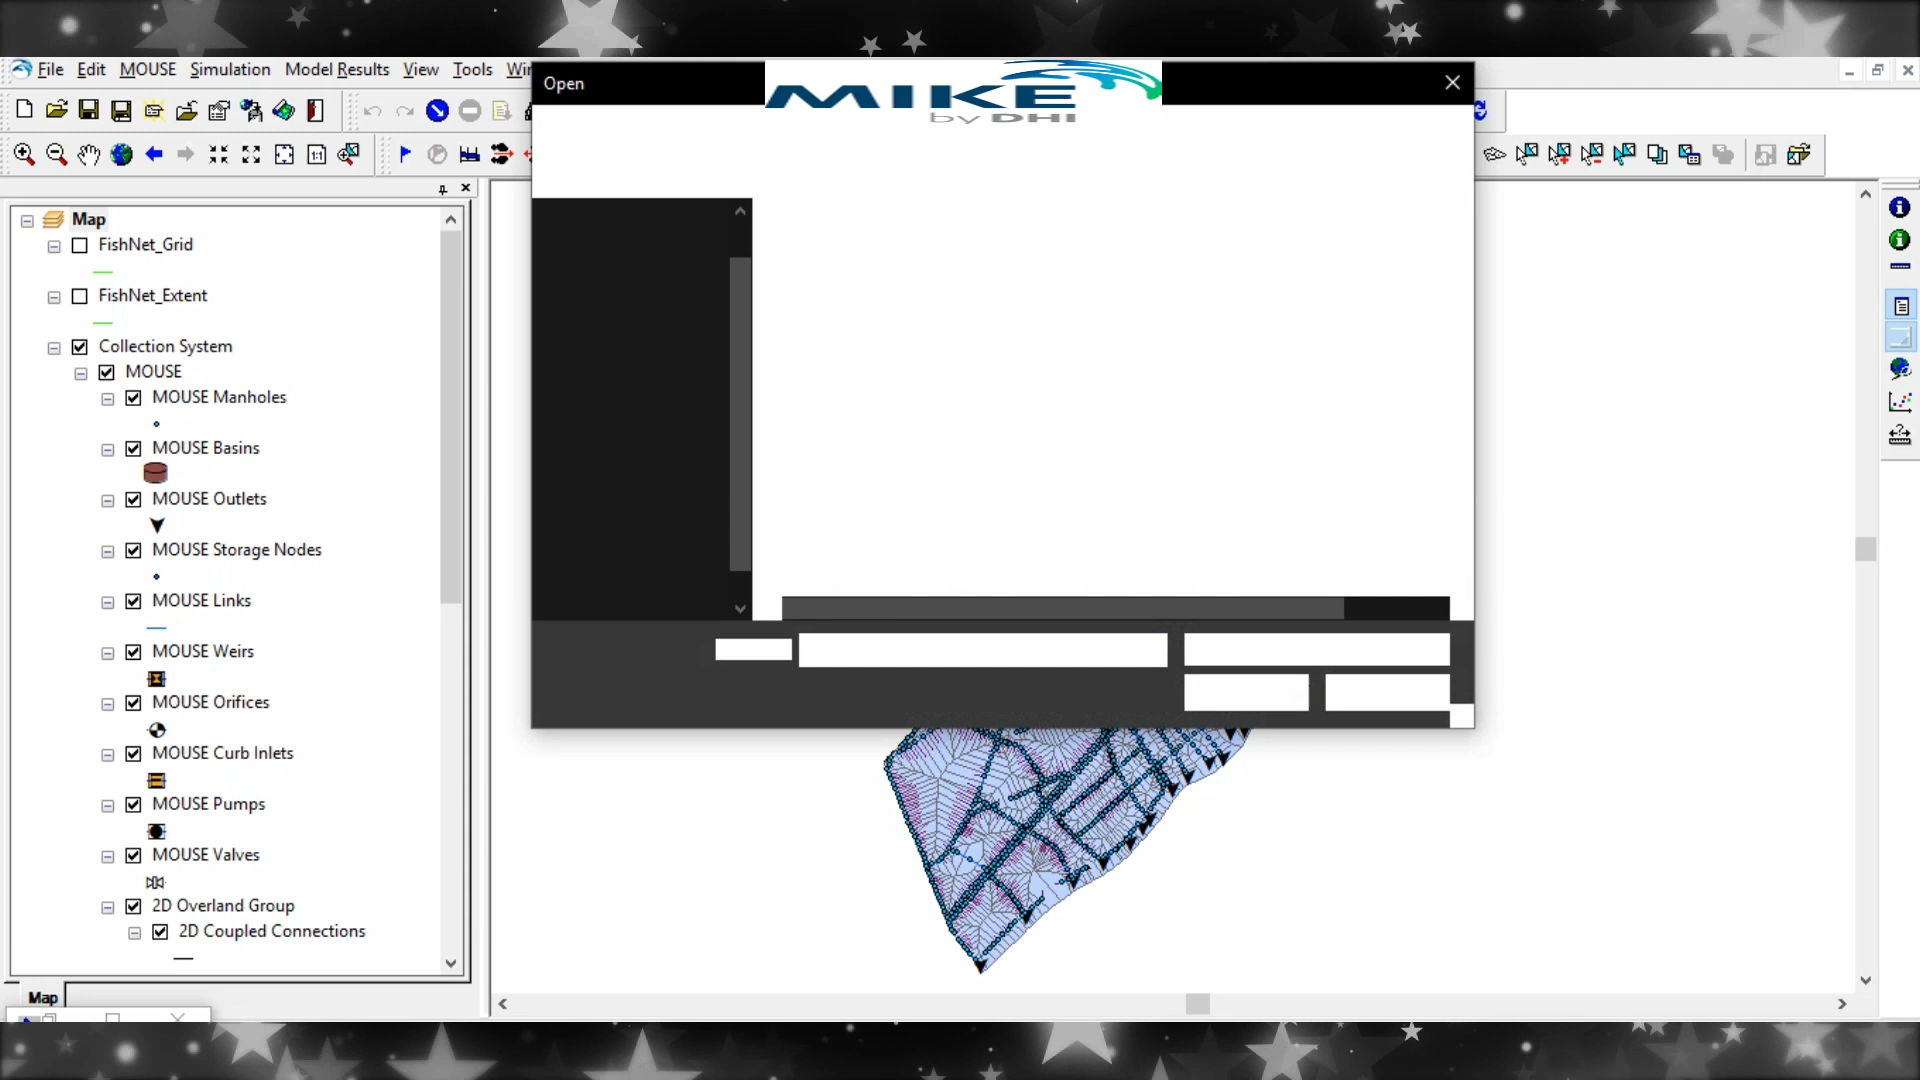 File Edit MOUSE Simulation Model Results View Tools
Open
MIKE
by DHI
1:1
Map
FishNet_Grid
FishNet_Extent
Collection System
MOUSE
MOUSE Manholes
MOUSE Basins
MOUSE Outlets
MOUSE Storage Nodes
MOUSE Links
MOUSE Weirs
MOUSE Orifices
MOUSE Curb Inlets
MOUSE Pumps
MOUSE Valves
2D Overland Group
2D Coupled Connections
Map